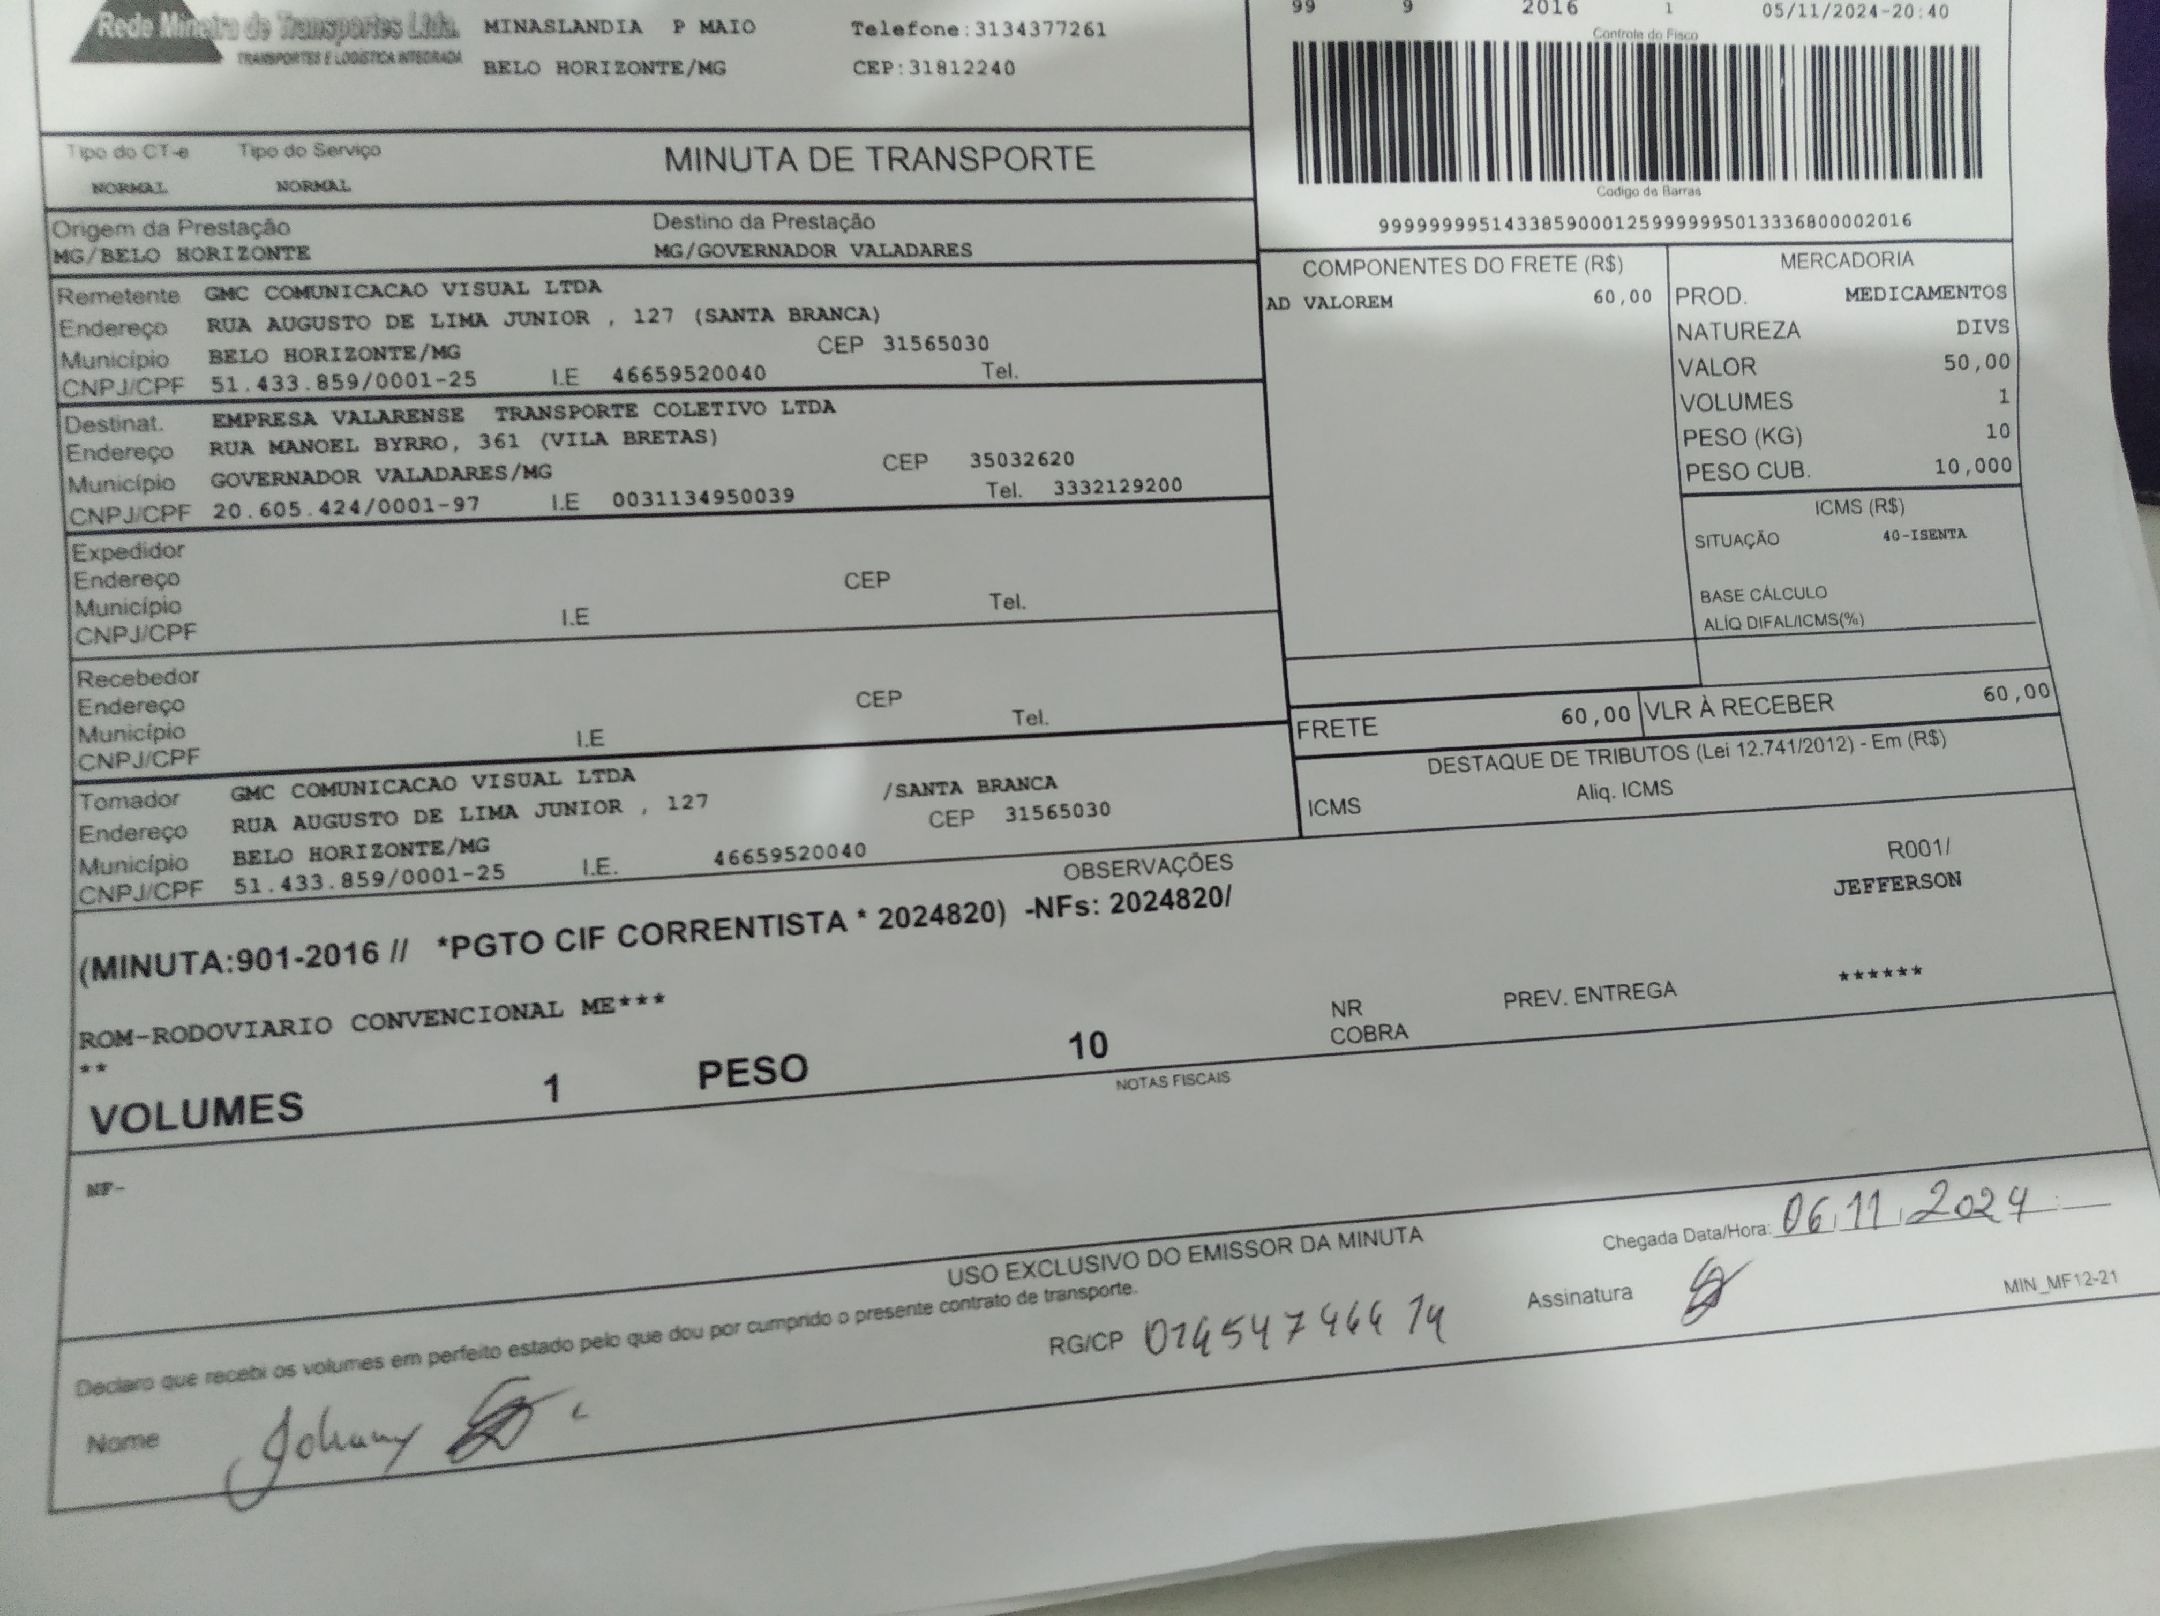 Rede Mineira de Transportes Ltda.
TRANSPORTES E LOGÍSTICA INTEGRADA
MINASLANDIA P MAIO Telefone:3134377261
BELO HORIZONTE/MG CEP:31812240
99 9 2016 1 05/11/2024-20:40
Controle do Fisco
Codigo de Barras
99999999514338590001259999995013336800002016
Tipo do CT-e Tipo do Serviço MINUTA DE TRANSPORTE
NORMAL NORMAL
Origem da Prestação Destino da Prestação
MG/BELO HORIZONTE MG/GOVERNADOR VALADARES
Remetente GMC COMUNICACAO VISUAL LTDA
Endereço RUA AUGUSTO DE LIMA JUNIOR , 127 (SANTA BRANCA)
Município BELO HORIZONTE/MG CEP 31565030
CNPJ/CPF 51.433.859/0001-25 I.E 46659520040 Tel.
Destinat. EMPRESA VALARENSE TRANSPORTE COLETIVO LTDA
Endereço RUA MANOEL BYRRO, 361 (VILA BRETAS)
Município GOVERNADOR VALADARES/MG CEP 35032620
CNPJ/CPF 20.605.424/0001-97 I.E 0031134950039 Tel. 3332129200
Expedidor
Endereço CEP
Município
CNPJ/CPF I.E Tel.
Recebedor
Endereço CEP
Município
CNPJ/CPF I.E Tel.
Tomador GMC COMUNICACAO VISUAL LTDA
Endereço RUA AUGUSTO DE LIMA JUNIOR , 127 /SANTA BRANCA
Município BELO HORIZONTE/MG CEP 31565030
CNPJ/CPF 51.433.859/0001-25 I.E. 46659520040
COMPONENTES DO FRETE (R$)
AD VALOREM 60,00
MERCADORIA
PROD. MEDICAMENTOS
NATUREZA DIVS
VALOR 50,00
VOLUMES 1
PESO (KG) 10
PESO CUB. 10,000
ICMS (R$)
SITUAÇÃO 40-ISENTA
BASE CÁLCULO
ALÍQ DIFAL/ICMS(%)
FRETE 60,00 VLR À RECEBER 60,00
DESTAQUE DE TRIBUTOS (Lei 12.741/2012) - Em (R$)
ICMS Aliq. ICMS
OBSERVAÇÕES
R001/
JEFFERSON
(MINUTA:901-2016 // *PGTO CIF CORRENTISTA * 2024820) -NFs: 2024820/
ROM-RODOVIARIO CONVENCIONAL ME***
**
NR
COBRA
PREV. ENTREGA ******
VOLUMES 1 PESO 10
NOTAS FISCAIS
NF-
USO EXCLUSIVO DO EMISSOR DA MINUTA
Chegada Data/Hora: 06.11.2024
Declaro que recebi os volumes em perfeito estado pelo que dou por cumprido o presente contrato de transporte.
RG/CP Assinatura MIN_MF12-21
Nome Johnny